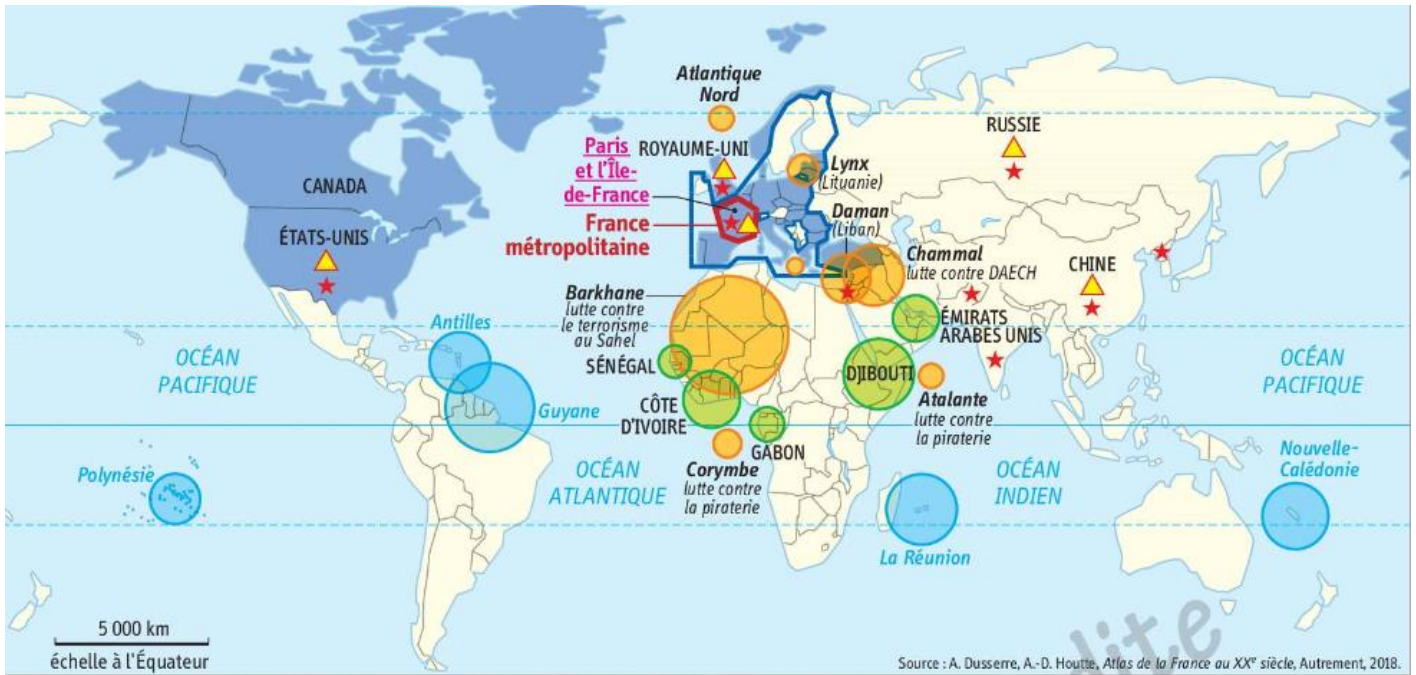 Atlantique
Nord
RUSSIE
Paris
et l'Île-
de-France
ROYAUME-UNI
Lynx
(Lituanie)
CANADA
France
métropolitaine
Daman
(Liban)
ÉTATS-UNIS
Chammal
lutte contre DAECH
CHINE
Barkhane
lutte contre
le terrorisme
au Sahel
Antilles
ÉMIRATS
ARABES UNIS
OCÉAN
PACIFIQUE
SÉNÉGAL
DJIBOUTI
OCÉAN
PACIFIQUE
Guyane
CÔTE
D'IVOIRE
Atalante
lutte contre
la piraterie
GABON
Polynésie
OCÉAN
ATLANTIQUE
Corymbe
lutte contre
la piraterie
OCÉAN
INDIEN
Nouvelle-
Calédonie
La Réunion
5 000 km
échelle à l'Équateur
dite
Source : A. Dusserre, A.-D. Houtte, Atlas de la France au XXe siècle, Autrement, 2018.